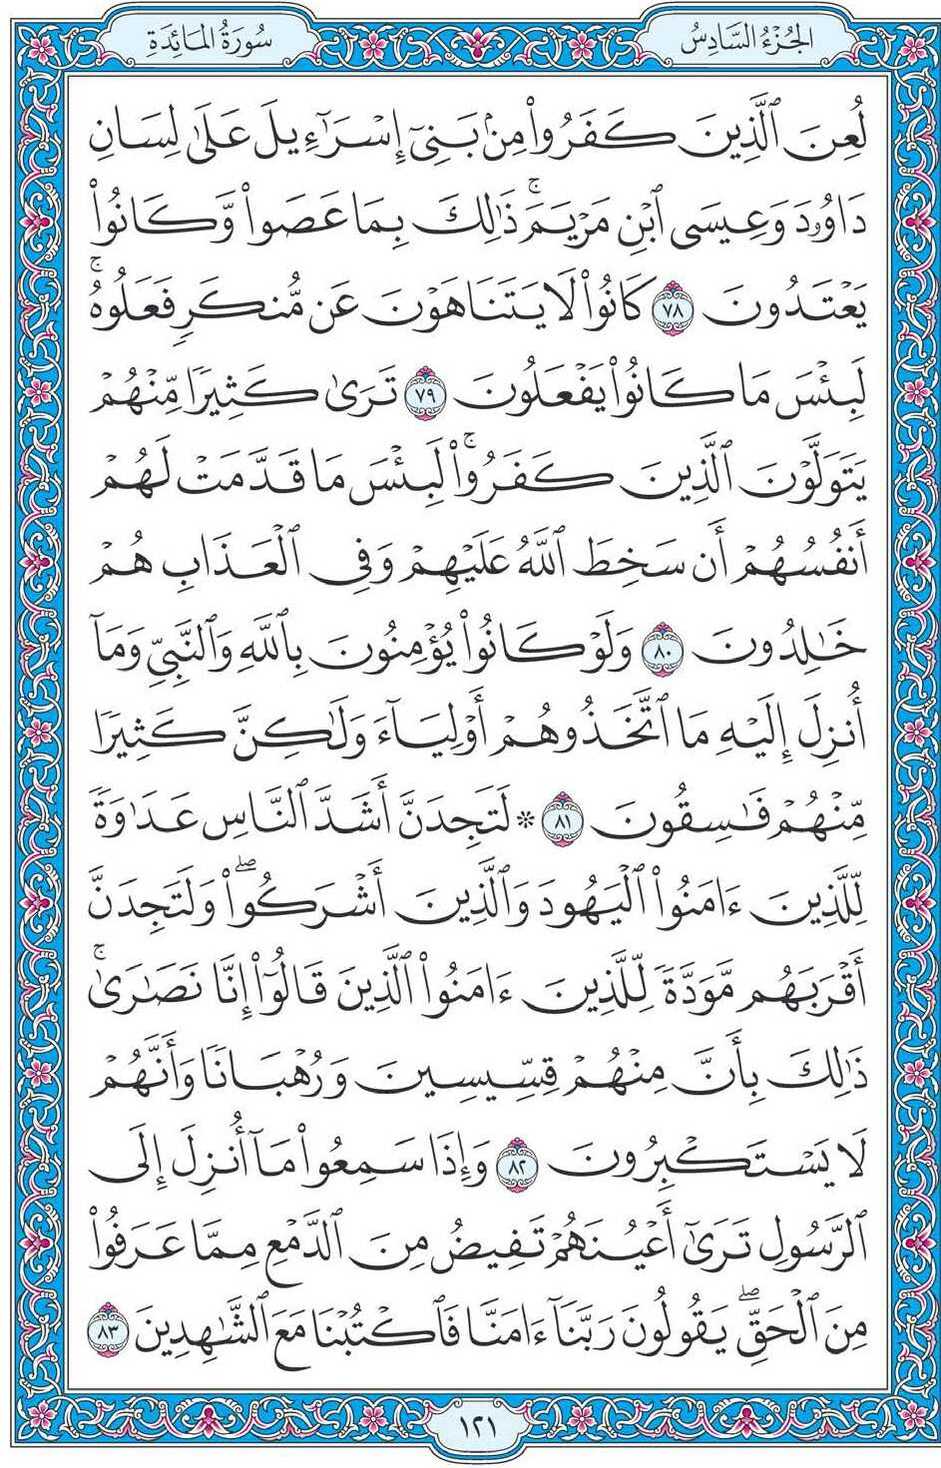 الجُزْءُ السَّادِسُ
سُورَةُ المَائِدَةِ
لُعِنَ ٱلَّذِينَ كَفَرُواْ مِنۢ بَنِىٓ إِسْرَٰٓءِيلَ عَلَىٰ لِسَانِ
دَاوُۥدَ وَعِيسَى ٱبْنِ مَرْيَمَ ۚ ذَٰلِكَ بِمَا عَصَواْ وَّكَانُواْ
يَعْتَدُونَ ٧٨ كَانُواْ لَا يَتَنَاهَوْنَ عَن مُّنكَرٍ فَعَلُوهُ ۚ
لَبِئْسَ مَا كَانُواْ يَفْعَلُونَ ٧٩ تَرَىٰ كَثِيرًا مِّنْهُمْ
يَتَوَلَّوْنَ ٱلَّذِينَ كَفَرُواْ ۚ لَبِئْسَ مَا قَدَّمَتْ لَهُمْ
أَنفُسُهُمْ أَن سَخِطَ ٱللَّهُ عَلَيْهِمْ وَفِى ٱلْعَذَابِ هُمْ
خَٰلِدُونَ ٨٠ وَلَوْ كَانُواْ يُؤْمِنُونَ بِٱللَّهِ وَٱلنَّبِىِّ وَمَآ
أُنزِلَ إِلَيْهِ مَا ٱتَّخَذُوهُمْ أَوْلِيَآءَ وَلَٰكِنَّ كَثِيرًا
مِّنْهُمْ فَٰسِقُونَ ٨١ * لَتَجِدَنَّ أَشَدَّ ٱلنَّاسِ عَدَٰوَةً
لِّلَّذِينَ ءَامَنُواْ ٱلْيَهُودَ وَٱلَّذِينَ أَشْرَكُواْ ۖ وَلَتَجِدَنَّ
أَقْرَبَهُم مَّوَدَّةً لِّلَّذِينَ ءَامَنُواْ ٱلَّذِينَ قَالُوٓاْ إِنَّا نَصَٰرَىٰ ۚ
ذَٰلِكَ بِأَنَّ مِنْهُمْ قِسِّيسِينَ وَرُهْبَانًا وَأَنَّهُمْ
لَا يَسْتَكْبِرُونَ ٨٢ وَإِذَا سَمِعُواْ مَآ أُنزِلَ إِلَى
ٱلرَّسُولِ تَرَىٰٓ أَعْيُنَهُمْ تَفِيضُ مِنَ ٱلدَّمْعِ مِمَّا عَرَفُواْ
مِنَ ٱلْحَقِّ ۖ يَقُولُونَ رَبَّنَآ ءَامَنَّا فَٱكْتُبْنَا مَعَ ٱلشَّٰهِدِينَ ٨٣
١٢١